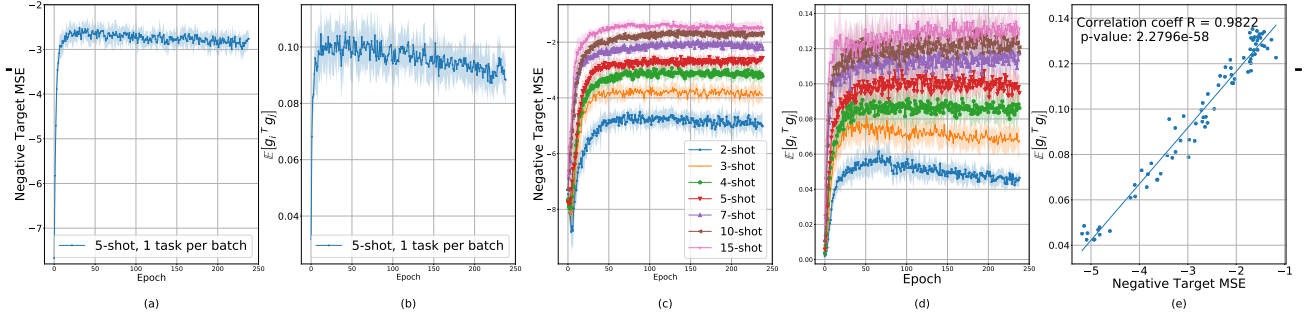 −2
−3
−4
−5
−6
−7
Negative Target MSE
0
50
100
150
200
250
Epoch
5-shot, 1 task per batch
(a)
0.10
0.08
0.06
0.04
𝔼[g_i^T g_j]
0
50
100
150
200
250
Epoch
5-shot, 1 task per batch
(b)
−2
−4
−6
−8
Negative Target MSE
0
50
100
150
200
250
Epoch
2-shot
3-shot
4-shot
5-shot
7-shot
10-shot
15-shot
(c)
0.14
0.12
0.10
0.08
0.06
0.04
0.02
0.00
𝔼[g_i^T g_j]
0
50
100
150
200
250
Epoch
(d)
0.14
0.12
0.10
0.08
0.06
0.04
𝔼[g_i^T g_j]
Correlation coeff R = 0.9822
p-value: 2.2796e-58
−5
−4
−3
−2
−1
Negative Target MSE
(e)